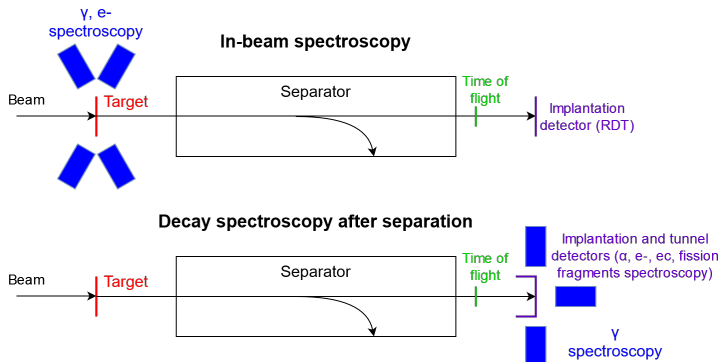 γ, e-
spectroscopy
In-beam spectroscopy
Beam
Target
Separator
Time of
flight
Implantation
detector (RDT)
Decay spectroscopy after separation
Beam
Target
Separator
Time of
flight
Implantation and tunnel
detectors (α, e-, ec, fission
fragments spectroscopy)
γ
spectroscopy